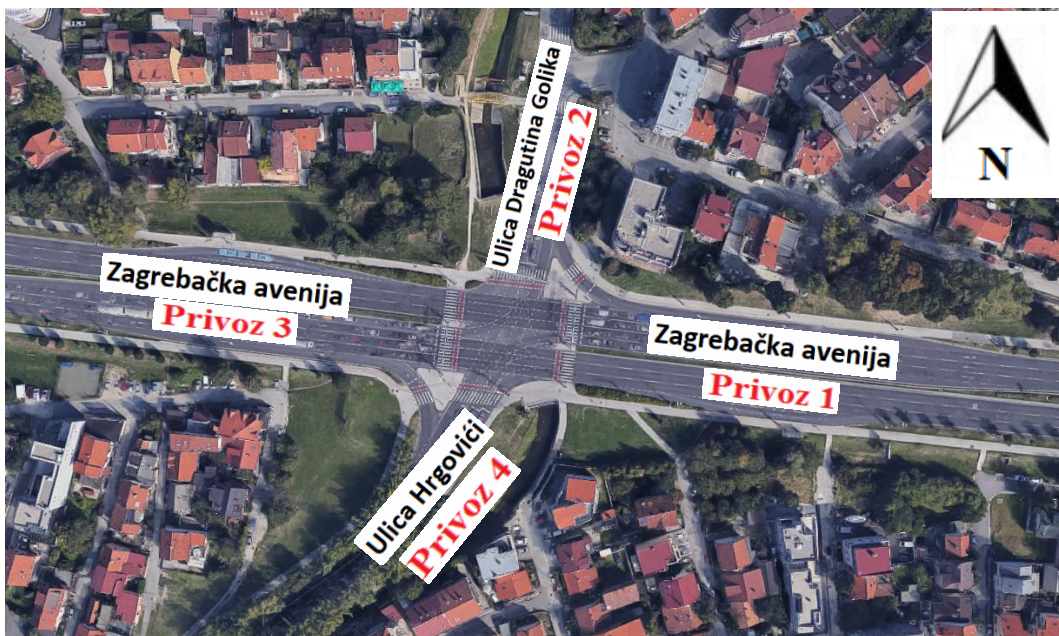 Ulica Dragutina Golika
Privoz 2
N
Zagrebačka avenija
Privoz 3
Zagrebačka avenija
Privoz 1
Ulica Hrgovići
Privoz 4